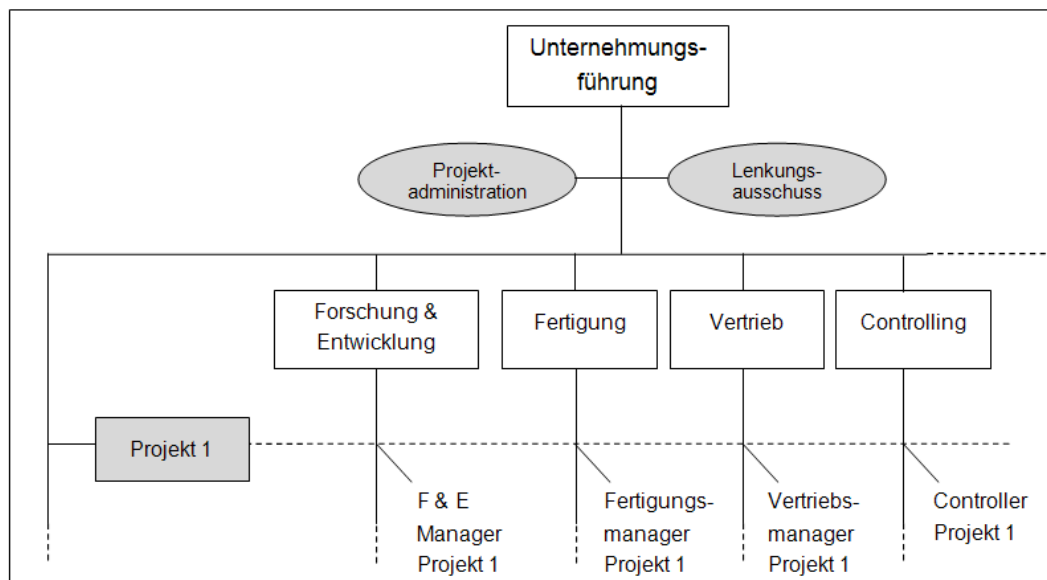 Unternehmungs-
führung
Projekt-
administration
Lenkungs-
ausschuss
Forschung &
Entwicklung
Fertigung
Vertrieb
Controlling
Projekt 1
F & E
Manager
Projekt 1
Fertigungs-
manager
Projekt 1
Vertriebs-
manager
Projekt 1
Controller
Projekt 1